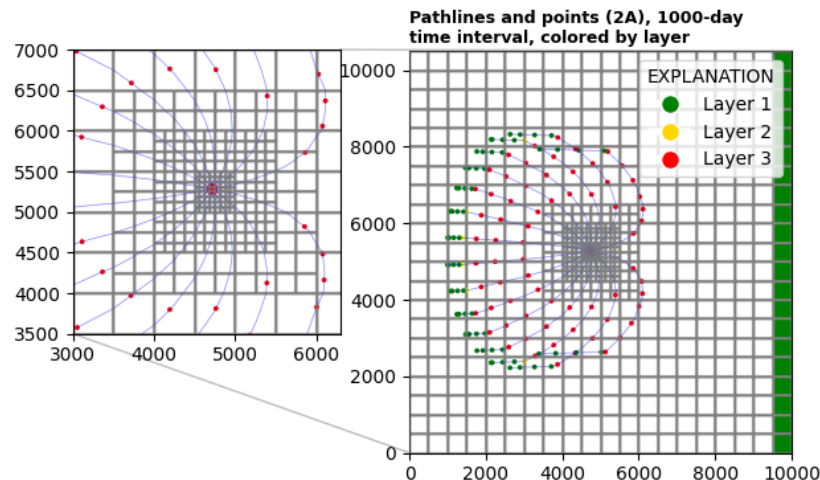 Pathlines and points (2A), 1000-day
time interval, colored by layer
7000
6500
6000
5500
5000
4500
4000
3500
3000 4000 5000 6000
10000
8000
6000
4000
2000
0
0 2000 4000 6000 8000 10000
EXPLANATION
Layer 1
Layer 2
Layer 3